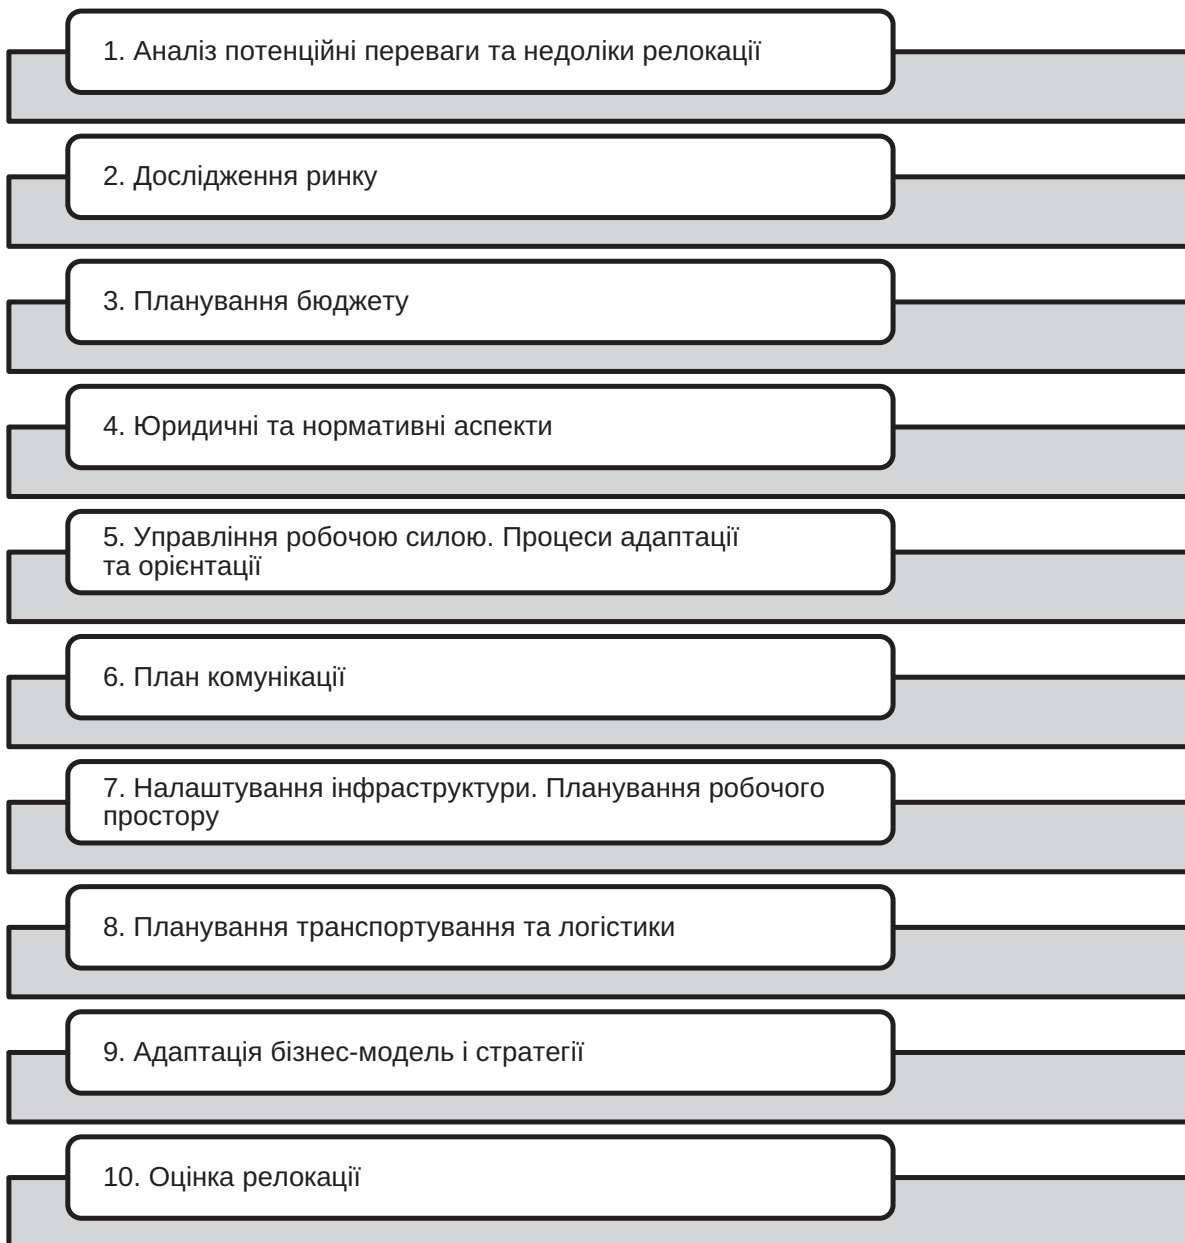 1. Аналіз потенційні переваги та недоліки релокації
2. Дослідження ринку
3. Планування бюджету
4. Юридичні та нормативні аспекти
5. Управління робочою силою. Процеси адаптації
та орієнтації
6. План комунікації
7. Налаштування інфраструктури. Планування робочого
простору
8. Планування транспортування та логістики
9. Адаптація бізнес-модель і стратегії
10. Оцінка релокації